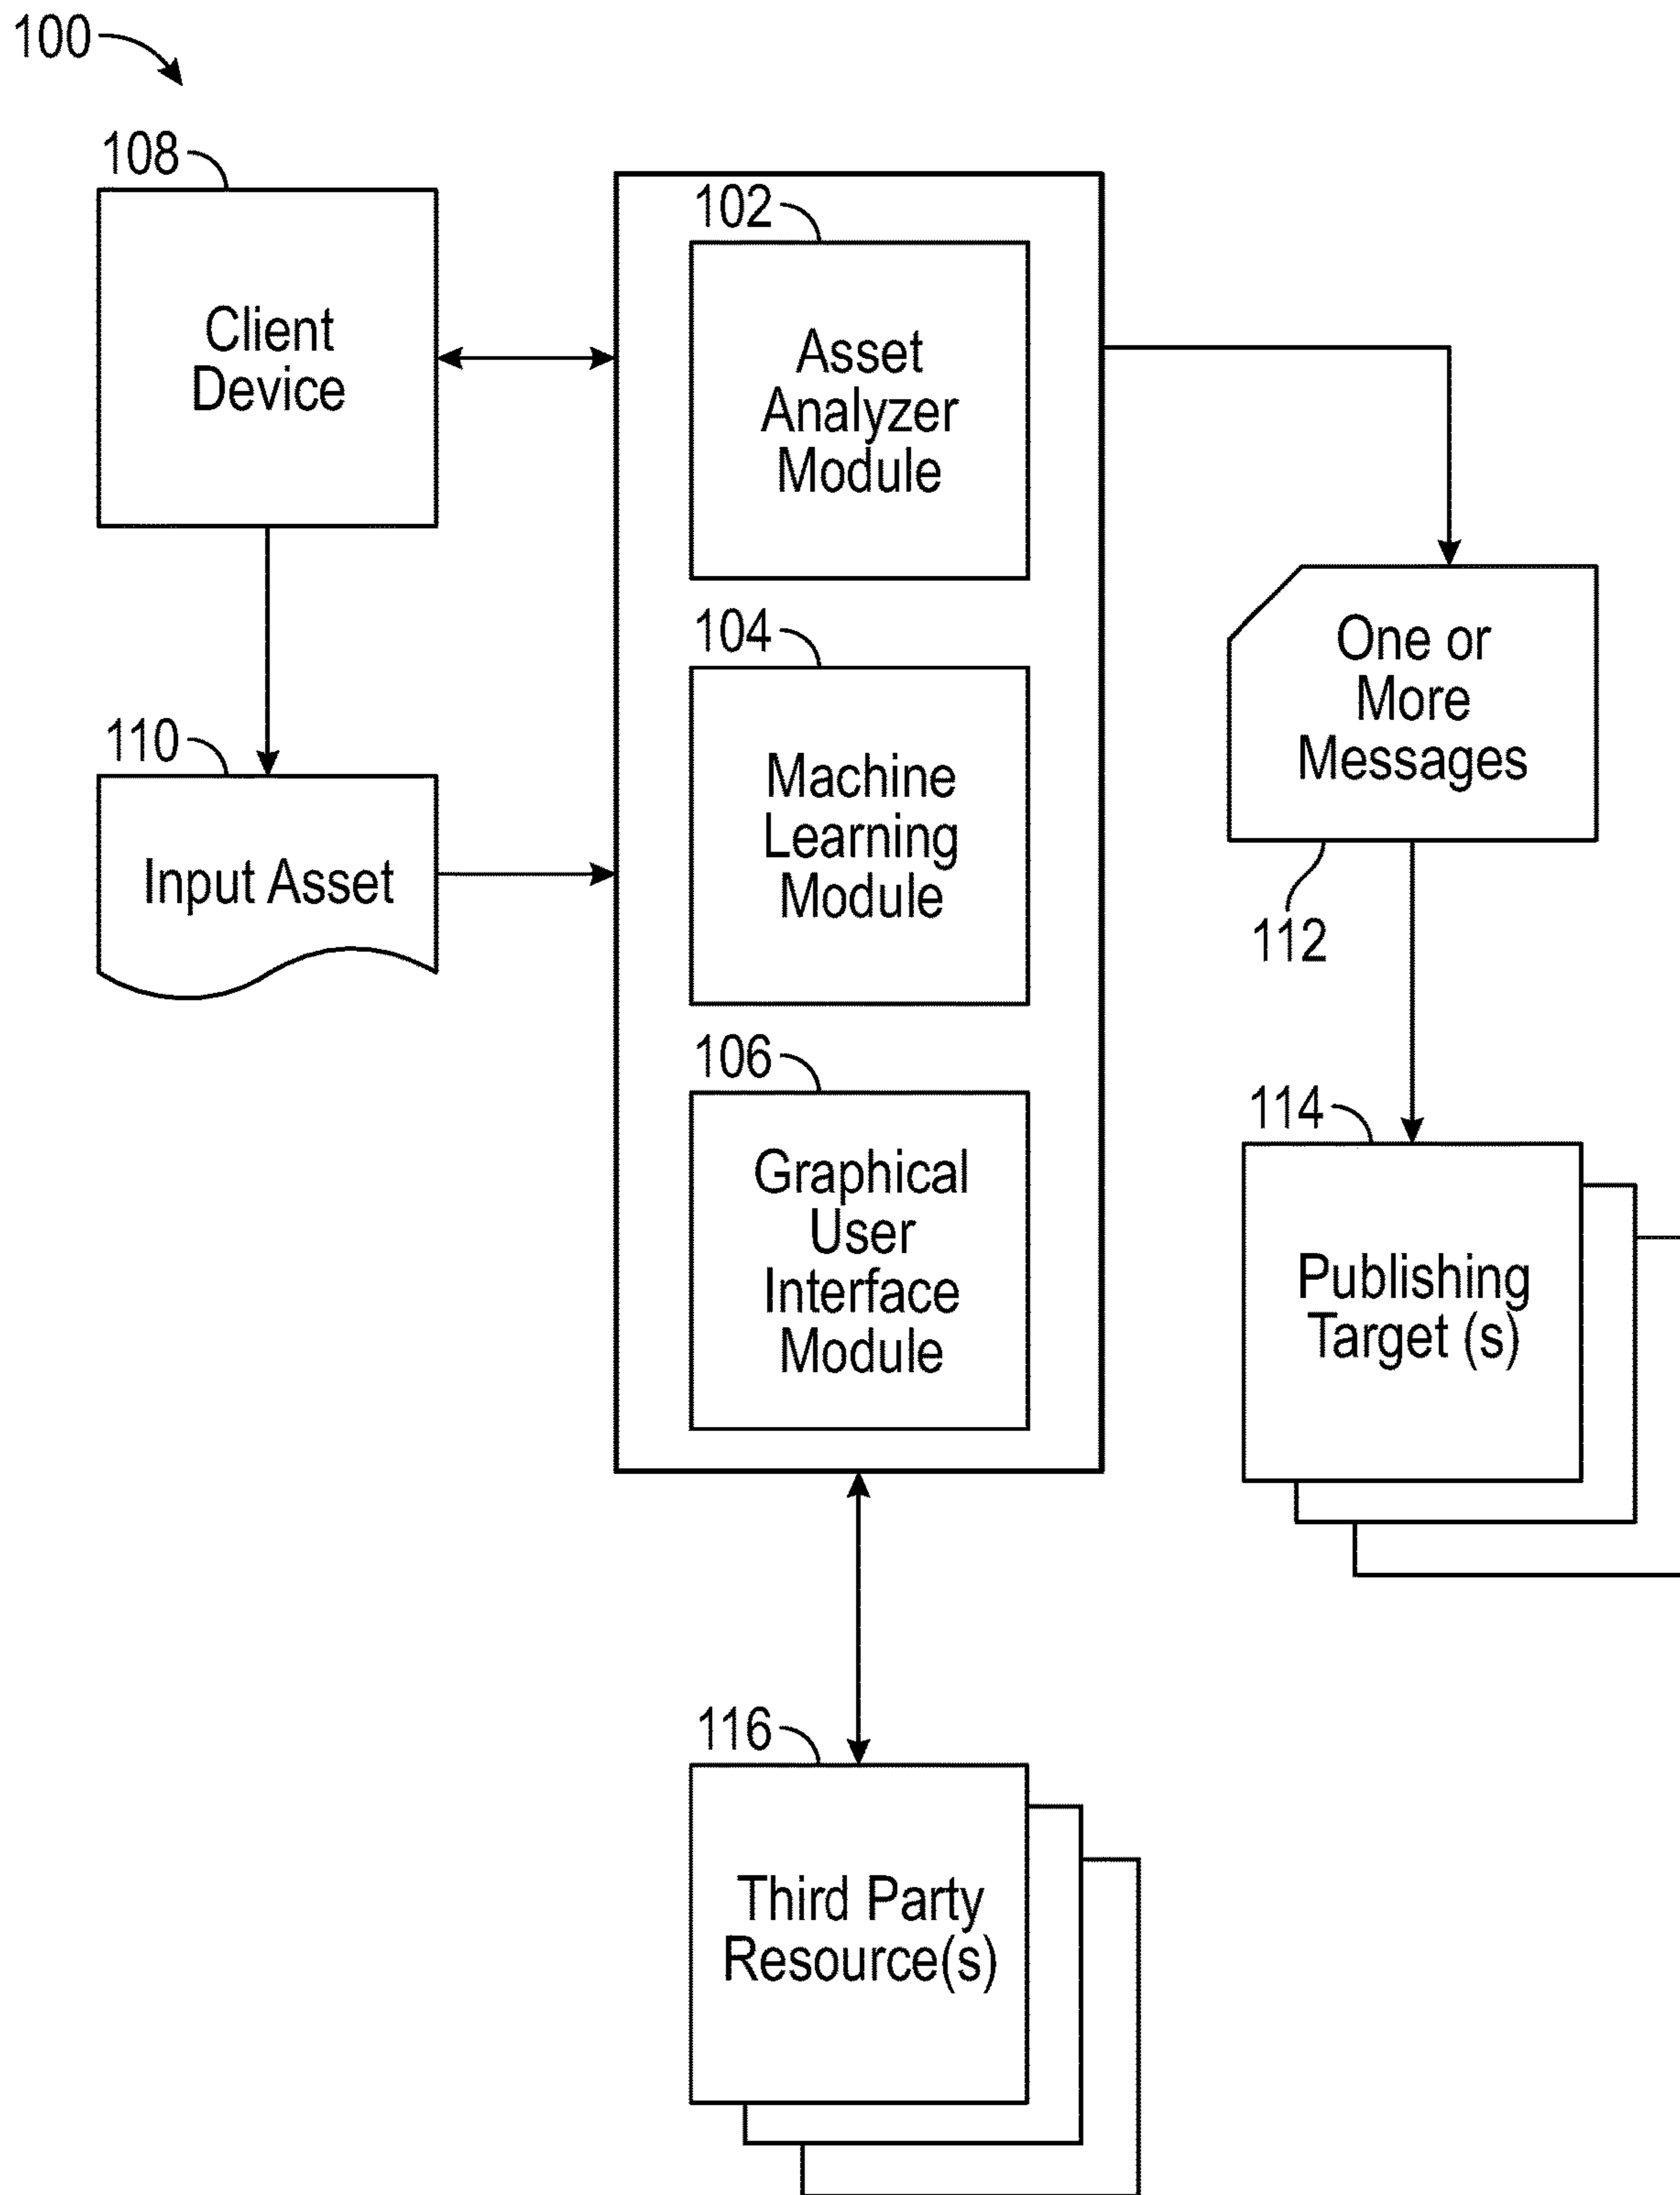 100
108
Client
Device
102
Asset
Analyzer
Module
104
Machine
Learning
Module
106
Graphical
User
Interface
Module
110
Input Asset
One or
More
Messages
112
114
Publishing
Target (s)
116
Third Party
Resource(s)